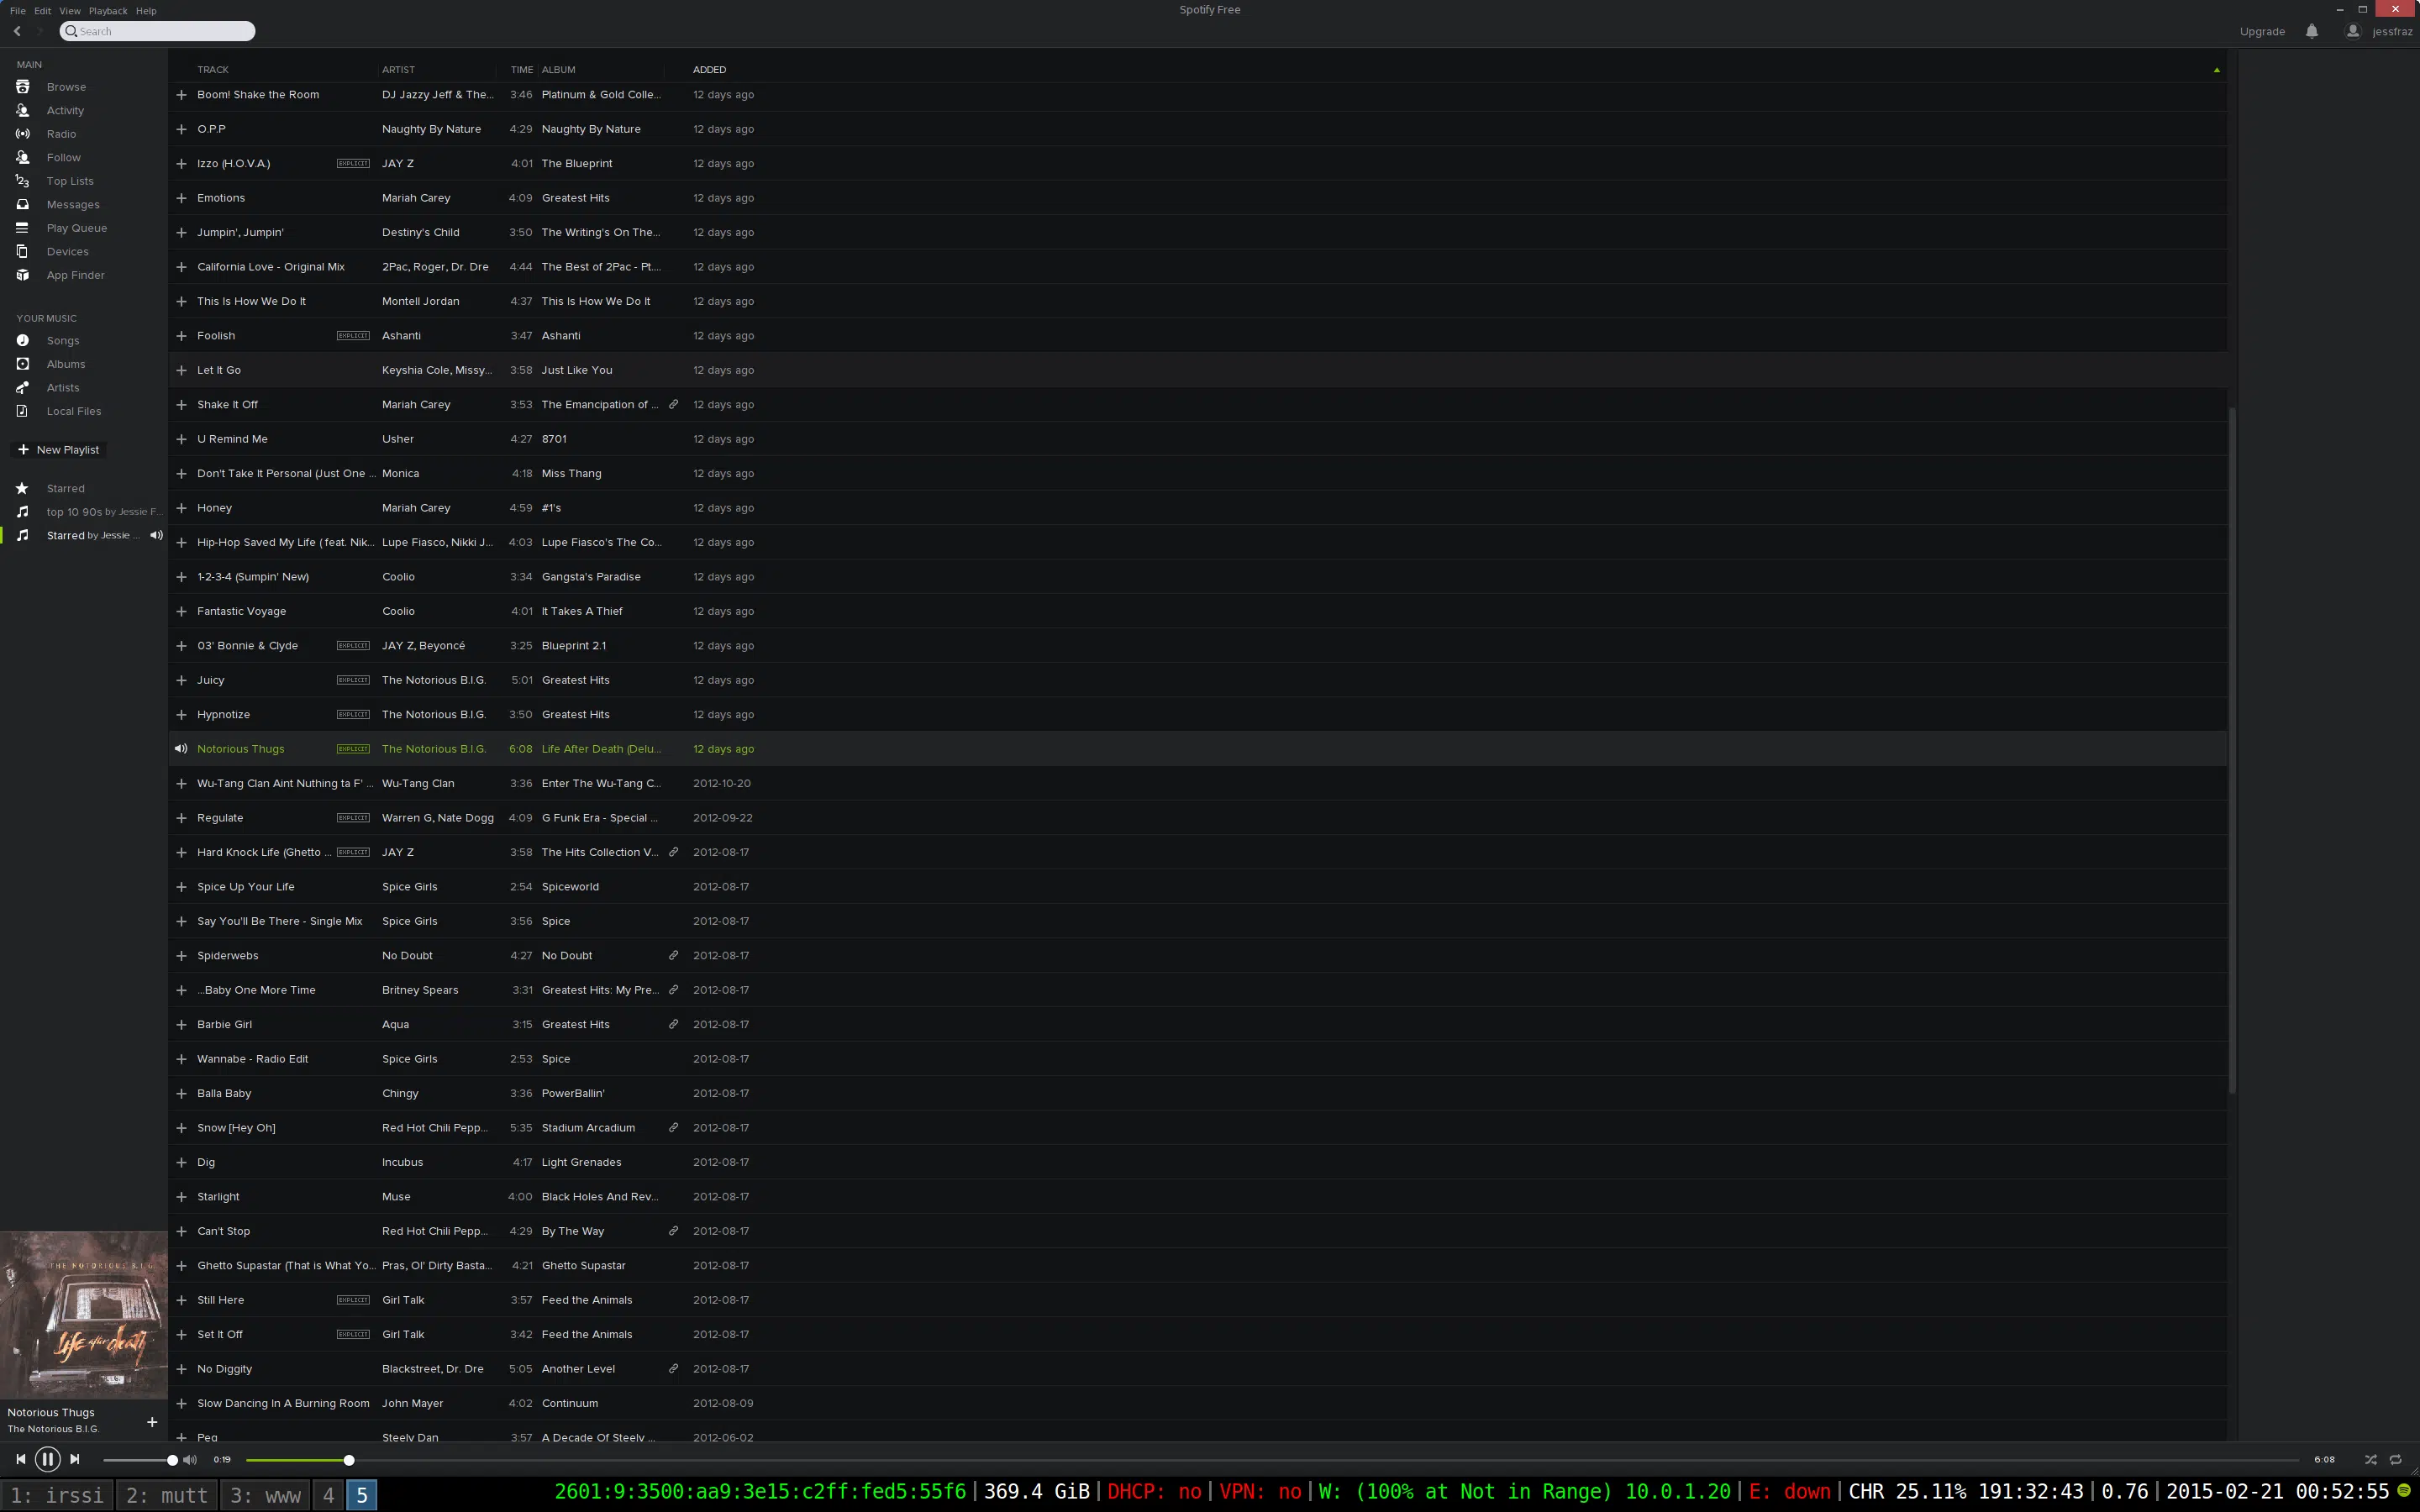 File Edit View Playback Help
Spotify Free
Search
Upgrade jessfraz
MAIN
Browse
Activity
Radio
Follow
Top Lists
Messages
Play Queue
Devices
App Finder
YOUR MUSIC
Songs
Albums
Artists
Local Files
New Playlist
Starred
top 10 90s by Jessie F...
Starred by Jessie ...
TRACK ARTIST TIME ALBUM ADDED
Boom! Shake the Room DJ Jazzy Jeff & The... 3:46 Platinum & Gold Colle... 12 days ago
O.P.P Naughty By Nature 4:29 Naughty By Nature 12 days ago
Izzo (H.O.V.A.) EXPLICIT JAY Z 4:01 The Blueprint 12 days ago
Emotions Mariah Carey 4:09 Greatest Hits 12 days ago
Jumpin', Jumpin' Destiny's Child 3:50 The Writing's On The... 12 days ago
California Love - Original Mix 2Pac, Roger, Dr. Dre 4:44 The Best of 2Pac - Pt.... 12 days ago
This Is How We Do It Montell Jordan 4:37 This Is How We Do It 12 days ago
Foolish EXPLICIT Ashanti 3:47 Ashanti 12 days ago
Let It Go Keyshia Cole, Missy... 3:58 Just Like You 12 days ago
Shake It Off Mariah Carey 3:53 The Emancipation of ... 12 days ago
U Remind Me Usher 4:27 8701 12 days ago
Don't Take It Personal (Just One ... Monica 4:18 Miss Thang 12 days ago
Honey Mariah Carey 4:59 #1's 12 days ago
Hip-Hop Saved My Life ( feat. Nik... Lupe Fiasco, Nikki J... 4:03 Lupe Fiasco's The Co... 12 days ago
1-2-3-4 (Sumpin' New) Coolio 3:34 Gangsta's Paradise 12 days ago
Fantastic Voyage Coolio 4:01 It Takes A Thief 12 days ago
03' Bonnie & Clyde EXPLICIT JAY Z, Beyoncé 3:25 Blueprint 2.1 12 days ago
Juicy EXPLICIT The Notorious B.I.G. 5:01 Greatest Hits 12 days ago
Hypnotize EXPLICIT The Notorious B.I.G. 3:50 Greatest Hits 12 days ago
Notorious Thugs EXPLICIT The Notorious B.I.G. 6:08 Life After Death (Delu... 12 days ago
Wu-Tang Clan Aint Nuthing ta F' ... Wu-Tang Clan 3:36 Enter The Wu-Tang C... 2012-10-20
Regulate EXPLICIT Warren G, Nate Dogg 4:09 G Funk Era - Special ... 2012-09-22
Hard Knock Life (Ghetto ... EXPLICIT JAY Z 3:58 The Hits Collection V... 2012-08-17
Spice Up Your Life Spice Girls 2:54 Spiceworld 2012-08-17
Say You'll Be There - Single Mix Spice Girls 3:56 Spice 2012-08-17
Spiderwebs No Doubt 4:27 No Doubt 2012-08-17
...Baby One More Time Britney Spears 3:31 Greatest Hits: My Pre... 2012-08-17
Barbie Girl Aqua 3:15 Greatest Hits 2012-08-17
Wannabe - Radio Edit Spice Girls 2:53 Spice 2012-08-17
Balla Baby Chingy 3:36 PowerBallin' 2012-08-17
Snow [Hey Oh] Red Hot Chili Pepp... 5:35 Stadium Arcadium 2012-08-17
Dig Incubus 4:17 Light Grenades 2012-08-17
Starlight Muse 4:00 Black Holes And Rev... 2012-08-17
Can't Stop Red Hot Chili Pepp... 4:29 By The Way 2012-08-17
Ghetto Supastar (That is What Yo... Pras, Ol' Dirty Basta... 4:21 Ghetto Supastar 2012-08-17
Still Here EXPLICIT Girl Talk 3:57 Feed the Animals 2012-08-17
Set It Off EXPLICIT Girl Talk 3:42 Feed the Animals 2012-08-17
No Diggity Blackstreet, Dr. Dre 5:05 Another Level 2012-08-17
Slow Dancing In A Burning Room John Mayer 4:02 Continuum 2012-08-09
Peg Steely Dan 3:57 A Decade Of Steely ... 2012-06-02
THE NOTORIOUS B.I.G.
Life after death
Notorious Thugs
The Notorious B.I.G.
0:19 6:08
1: irssi 2: mutt 3: www 4 5 2601:9:3500:aa9:3e15:c2ff:fed5:55f6|369.4 GiB|DHCP: no|VPN: no|W: (100% at Not in Range) 10.0.1.20|E: down|CHR 25.11% 191:32:43|0.76|2015-02-21 00:52:55